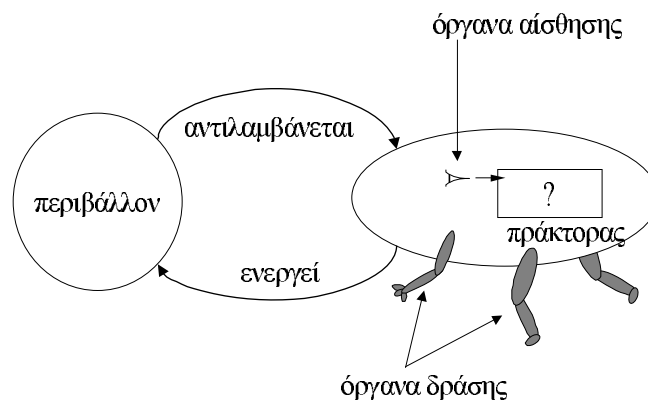 όργανα αίσθησης
αντιλαμβάνεται
περιβάλλον
?
πράκτορας
ενεργεί
όργανα δράσης